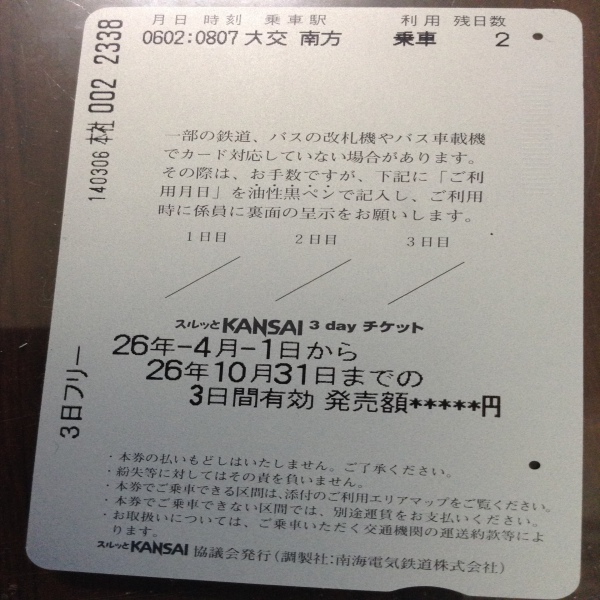 月日 時刻 乗車駅 利用 残日数
0602:0807 大交 南方 乗車 2
140306 本社 002 2338
一部の鉄道、バスの改札機やバス車載機
でカード対応していない場合があります。
その際は、お手数ですが、下記に「ご利
用月日」を油性黒ペンで記入し、ご利用
時に係員に裏面の呈示をお願いします。
1日目 2日目 3日目
スルッとKANSAI 3 day チケット
26年-4月-1日から
26年10月31日までの
3日間有効 発売額*****円
3日フリー
・本券の払いもどしはいたしません。ご了承ください。
・紛失等に対してはその責を負いません。
・本券でご乗車できる区間は、添付のご利用エリアマップをご覧ください。
・本券でご乗車できない区間では、別途運賃をお支払いください。
・お取扱いについては、ご乗車いただく交通機関の運送約款等によ
ります。
スルッとKANSAI 協議会発行(調製社:南海電気鉄道株式会社)